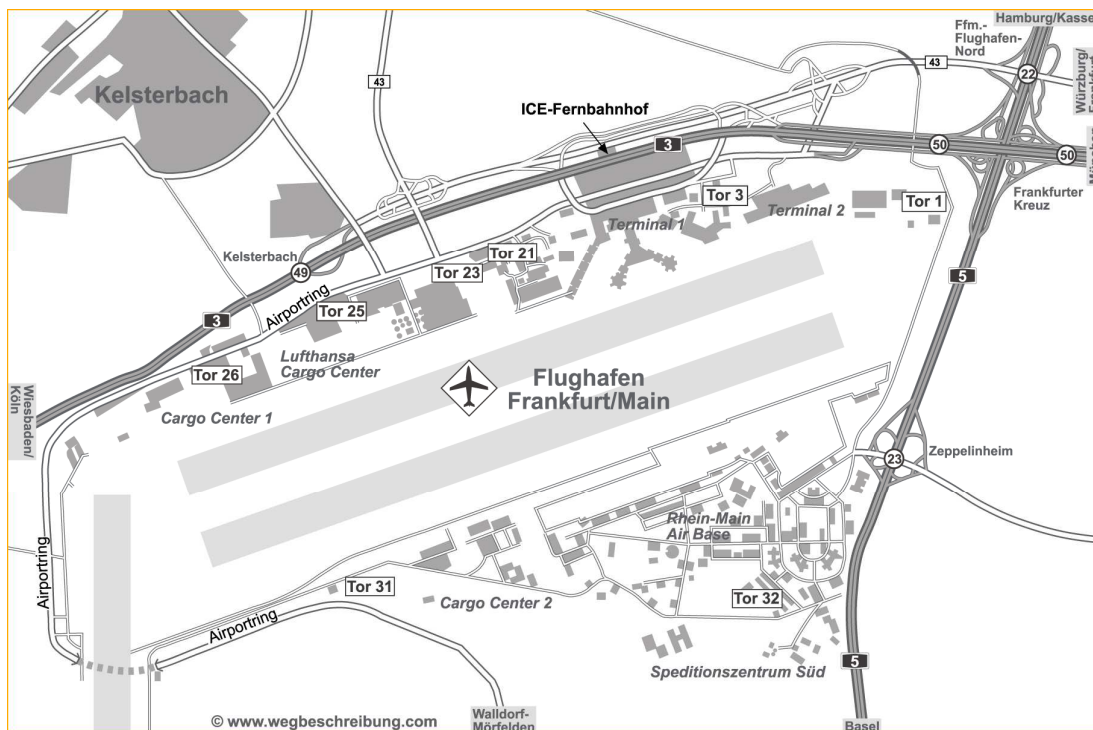 Hamburg/Kassel
Ffm.-
Flughafen-
Nord
22
Würzburg/
Frankfurt
43
43
Kelsterbach
ICE-Fernbahnhof
3
50
50
München
Frankfurter
Kreuz
Tor 3
Tor 1
Terminal 2
Terminal 1
Kelsterbach
49
Tor 21
Tor 23
5
Airportring
Tor 25
3
Lufthansa
Cargo Center
Tor 26
Flughafen
Frankfurt/Main
Wiesbaden/
Köln
Cargo Center 1
23
Zeppelinheim
Rhein-Main
Air Base
Airportring
Tor 31
Cargo Center 2
Tor 32
Airportring
Speditionszentrum Süd
5
© www.wegbeschreibung.com
Walldorf-
Mörfelden
Basel